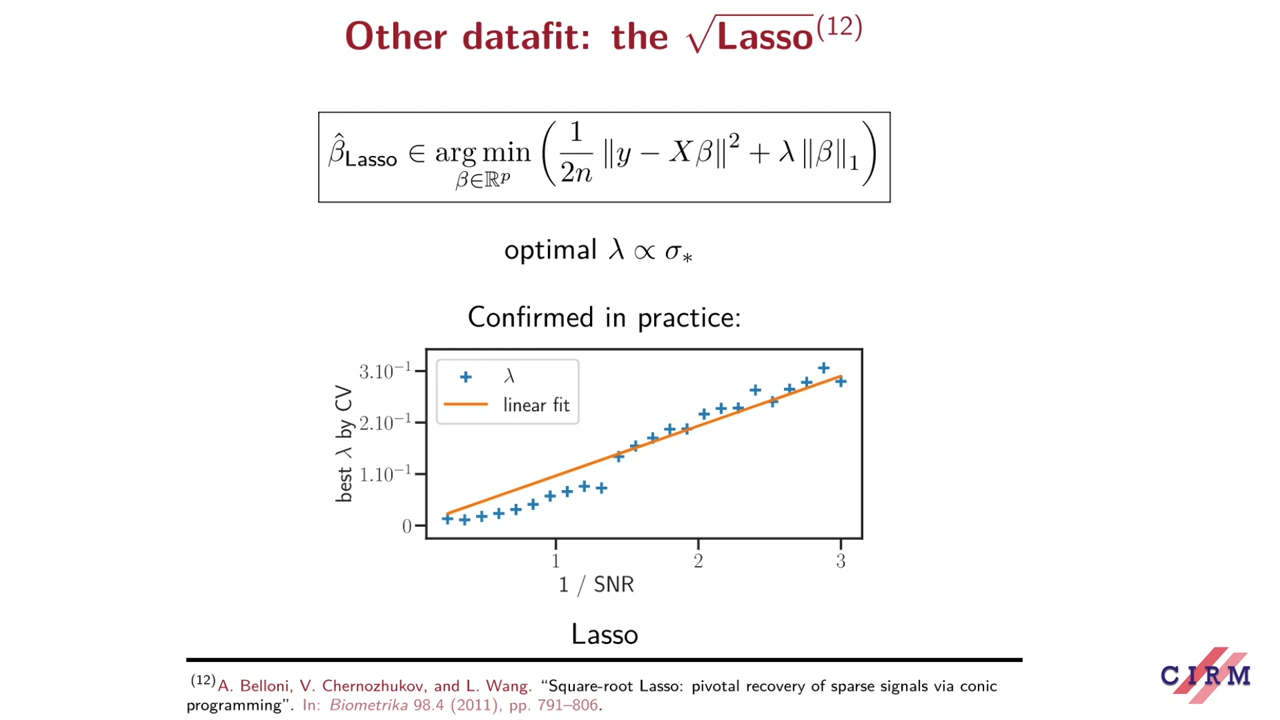 Other datafit: the √Lasso(12)
β̂Lasso ∈ arg min β∈ℝᵖ ( 1/2n ‖y − Xβ‖² + λ ‖β‖₁ )
optimal λ ∝ σ∗
Confirmed in practice:
best λ by CV
3.10⁻¹
2.10⁻¹
1.10⁻¹
0
λ
linear fit
1 2 3
1 / SNR
Lasso
(12)A. Belloni, V. Chernozhukov, and L. Wang. “Square-root Lasso: pivotal recovery of sparse signals via conic
programming”. In: Biometrika 98.4 (2011), pp. 791–806.
CIRM